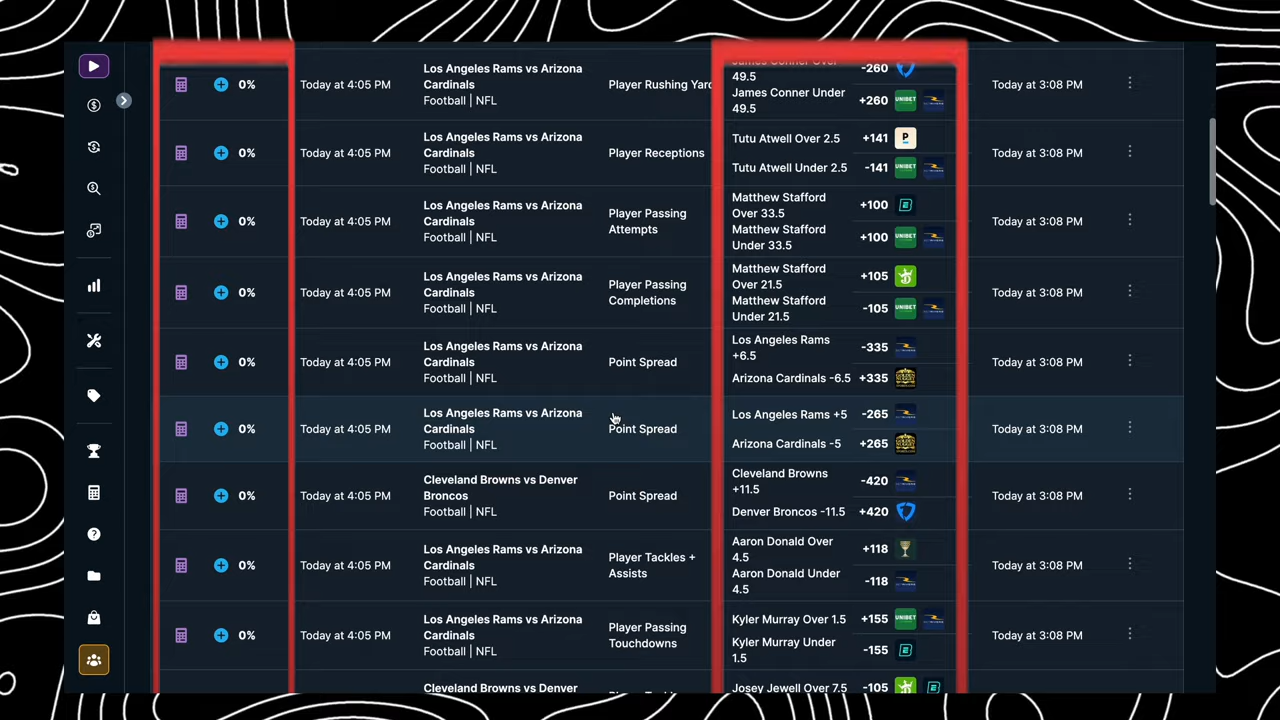 Los Angeles Rams vs Arizona
Cardinals
Football | NFL
0%
Today at 4:05 PM
Player Rushing Yard
James Conner Over
49.5
-260
James Conner Under
49.5
+260
UNIBET
Today at 3:08 PM
0%
Today at 4:05 PM
Los Angeles Rams vs Arizona
Cardinals
Football | NFL
Player Receptions
Tutu Atwell Over 2.5
+141
P
Tutu Atwell Under 2.5
-141
UNIBET
Today at 3:08 PM
0%
Today at 4:05 PM
Los Angeles Rams vs Arizona
Cardinals
Football | NFL
Player Passing
Attempts
Matthew Stafford
Over 33.5
+100
Matthew Stafford
Under 33.5
+100
UNIBET
Today at 3:08 PM
0%
Today at 4:05 PM
Los Angeles Rams vs Arizona
Cardinals
Football | NFL
Player Passing
Completions
Matthew Stafford
Over 21.5
+105
Matthew Stafford
Under 21.5
-105
UNIBET
Today at 3:08 PM
0%
Today at 4:05 PM
Los Angeles Rams vs Arizona
Cardinals
Football | NFL
Point Spread
Los Angeles Rams
+6.5
-335
Arizona Cardinals -6.5
+335
Today at 3:08 PM
0%
Today at 4:05 PM
Los Angeles Rams vs Arizona
Cardinals
Football | NFL
Point Spread
Los Angeles Rams +5
-265
Arizona Cardinals -5
+265
Today at 3:08 PM
0%
Today at 4:05 PM
Cleveland Browns vs Denver
Broncos
Football | NFL
Point Spread
Cleveland Browns
+11.5
-420
Denver Broncos -11.5
+420
Today at 3:08 PM
0%
Today at 4:05 PM
Los Angeles Rams vs Arizona
Cardinals
Football | NFL
Player Tackles +
Assists
Aaron Donald Over
4.5
+118
Aaron Donald Under
4.5
-118
Today at 3:08 PM
0%
Today at 4:05 PM
Los Angeles Rams vs Arizona
Cardinals
Football | NFL
Player Passing
Touchdowns
Kyler Murray Over 1.5
+155
UNIBET
Kyler Murray Under
1.5
-155
Today at 3:08 PM
Cleveland Browns vs Denver
Josey Jewell Over 7.5
-105